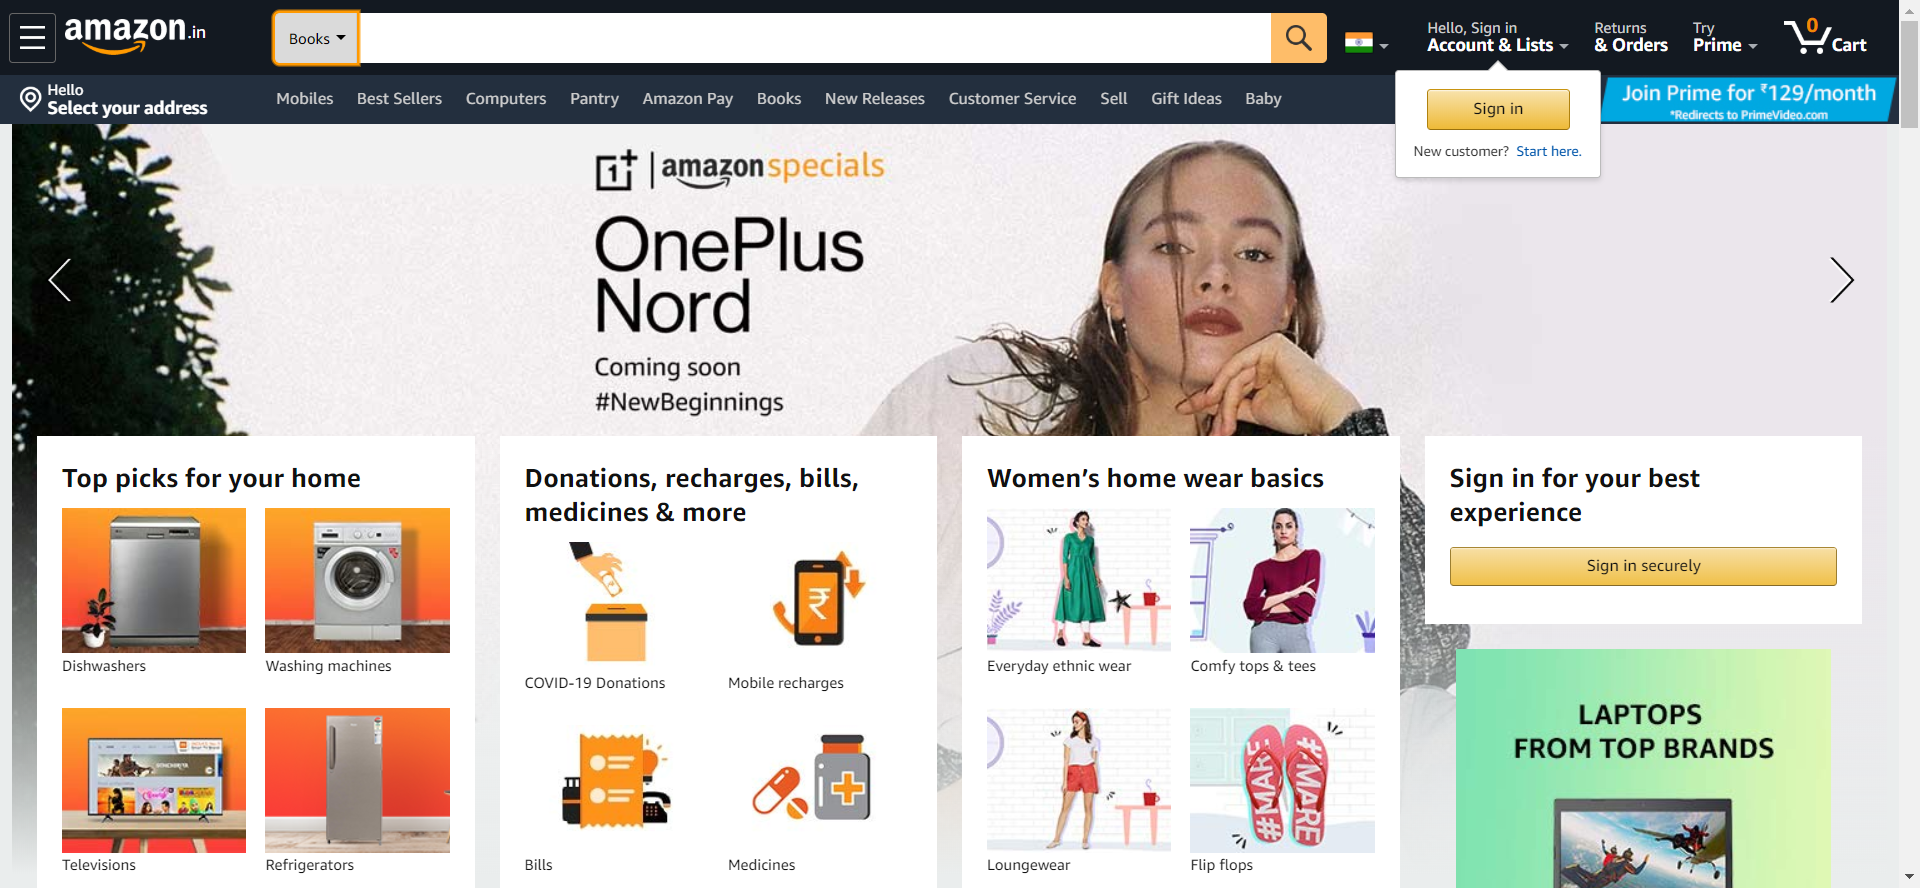 amazon.in
Books
Hello, Sign in
Account & Lists
Returns
& Orders
Try
Prime
0
Cart
Hello
Select your address
Mobiles
Best Sellers
Computers
Pantry
Amazon Pay
Books
New Releases
Customer Service
Sell
Gift Ideas
Baby
Join Prime for ₹129/month
*Redirects to PrimeVideo.com
Sign in
New customer? Start here.
1+ | amazon specials
OnePlus
Nord
Coming soon
#NewBeginnings
Top picks for your home
Dishwashers
Washing machines
Televisions
Refrigerators
Donations, recharges, bills,
medicines & more
₹
COVID-19 Donations
Mobile recharges
Bills
Medicines
Women’s home wear basics
Everyday ethnic wear
Comfy tops & tees
#MARE
#MARE
Loungewear
Flip flops
Sign in for your best
experience
Sign in securely
LAPTOPS
FROM TOP BRANDS